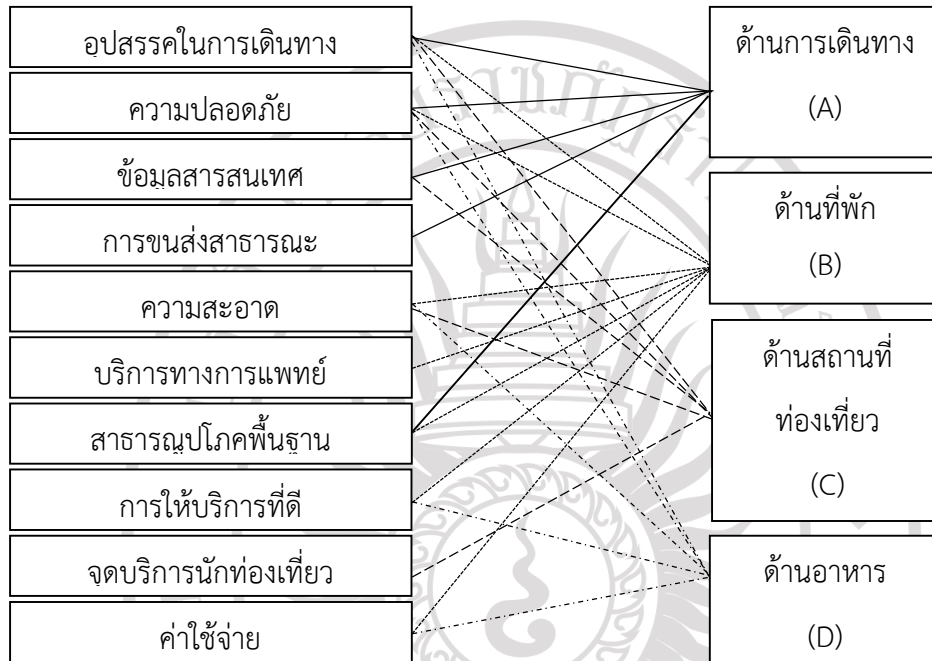 อุปสรรคในการเดินทาง
ความปลอดภัย
ข้อมูลสารสนเทศ
การขนส่งสาธารณะ
ความสะอาด
บริการทางการแพทย์
สาธารณูปโภคพื้นฐาน
การให้บริการที่ดี
จุดบริการนักท่องเที่ยว
ค่าใช้จ่าย
ด้านการเดินทาง
(A)
ด้านที่พัก
(B)
ด้านสถานที่
ท่องเที่ยว
(C)
ด้านอาหาร
(D)